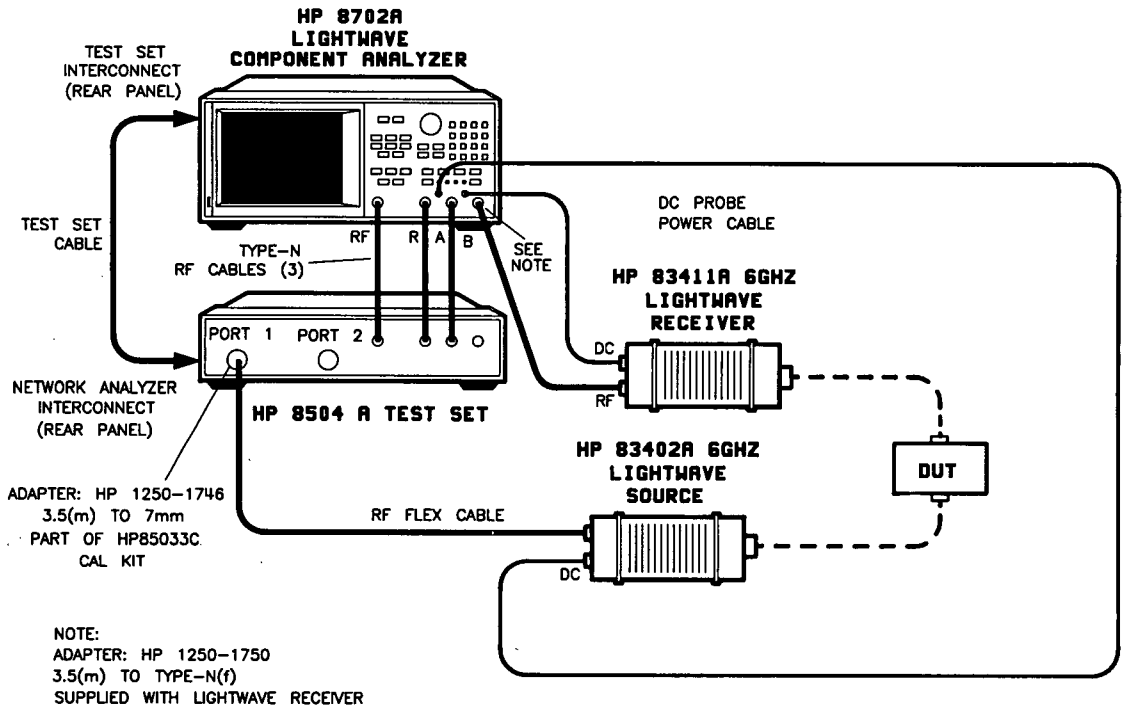 HP 8702A
LIGHTWAVE
COMPONENT ANALYZER
TEST SET
INTERCONNECT
(REAR PANEL)
TEST SET
CABLE
RF
R
A
B
TYPE-N
RF CABLES (3)
SEE
NOTE
DC PROBE
POWER CABLE
HP 83411A 6GHZ
LIGHTWAVE
RECEIVER
DC
RF
PORT 1
PORT 2
NETWORK ANALYZER
INTERCONNECT
(REAR PANEL)
HP 8504 A TEST SET
HP 83402A 6GHZ
LIGHTWAVE
SOURCE
DUT
ADAPTER: HP 1250-1746
3.5(m) TO 7mm
PART OF HP85033C
CAL KIT
RF FLEX CABLE
DC
NOTE:
ADAPTER: HP 1250-1750
3.5(m) TO TYPE-N(f)
SUPPLIED WITH LIGHTWAVE RECEIVER